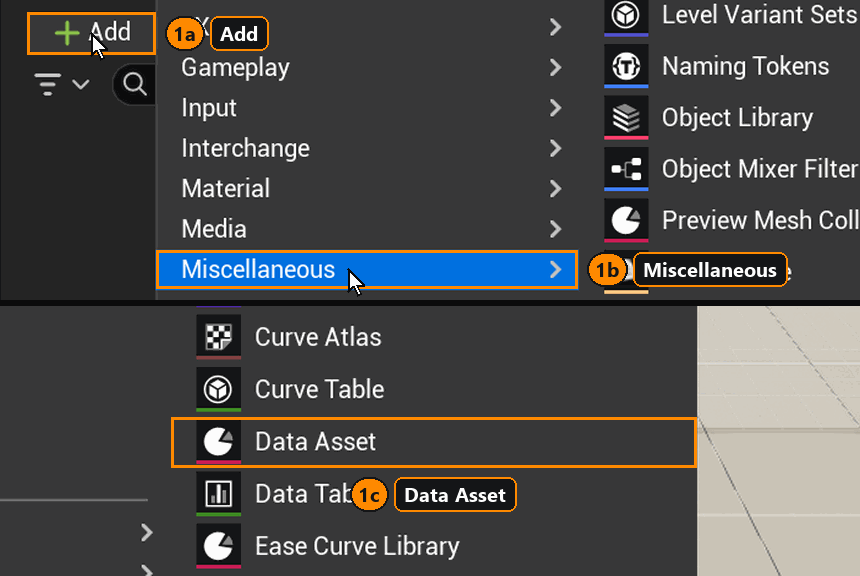 Add
1a
Add
Gameplay
Input
Interchange
Material
Media
Miscellaneous
Level Variant Sets
Naming Tokens
Object Library
Object Mixer Filter
Preview Mesh Coll
1b
Miscellaneous
Curve Atlas
Curve Table
Data Asset
Data Tab
1c
Data Asset
Ease Curve Library